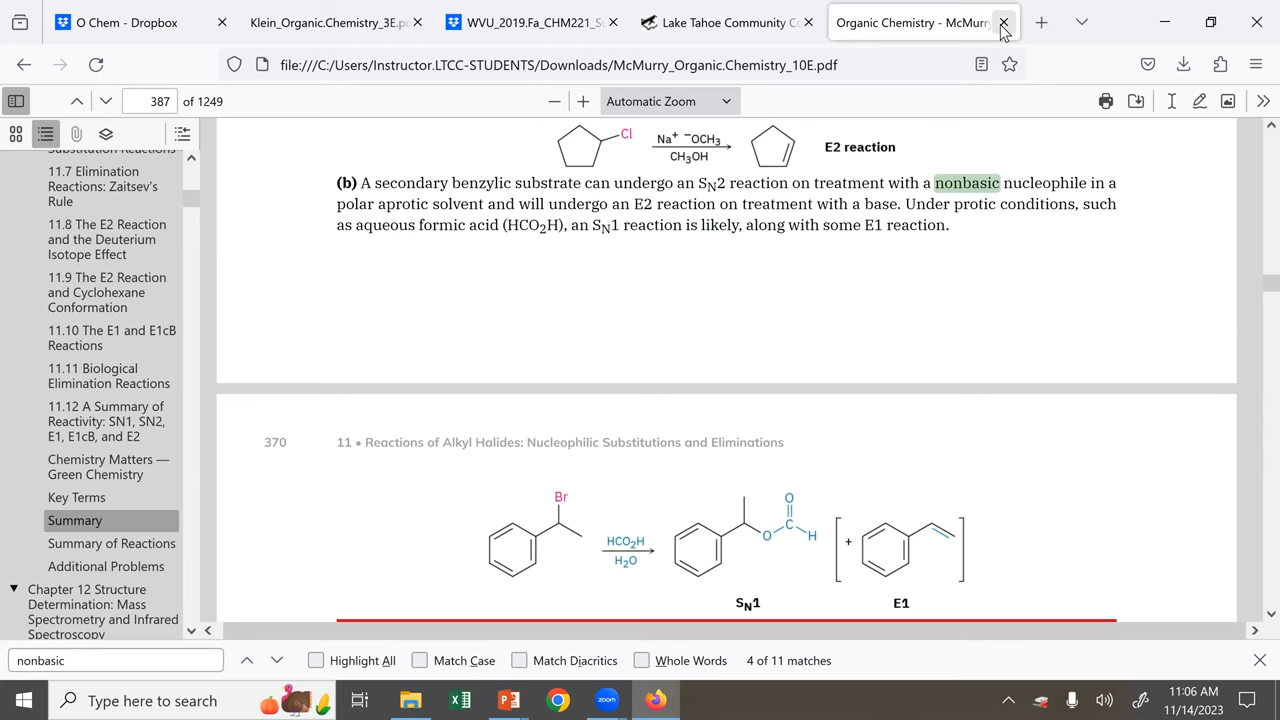 O Chem - Dropbox
Klein_Organic.Chemistry_3E.p
WVU_2019.Fa_CHM221_S
Lake Tahoe Community C
Organic Chemistry - McMurry
file:///C:/Users/Instructor.LTCC-STUDENTS/Downloads/McMurry_Organic.Chemistry_10E.pdf
387 of 1249
Automatic Zoom
Substitution Reactions
11.7 Elimination
Reactions: Zaitsev's
Rule
11.8 The E2 Reaction
and the Deuterium
Isotope Effect
11.9 The E2 Reaction
and Cyclohexane
Conformation
11.10 The E1 and E1cB
Reactions
11.11 Biological
Elimination Reactions
11.12 A Summary of
Reactivity: SN1, SN2,
E1, E1cB, and E2
Chemistry Matters —
Green Chemistry
Key Terms
Summary
Summary of Reactions
Additional Problems
Chapter 12 Structure
Determination: Mass
Spectrometry and Infrared
Spectroscopy
Cl
Na⁺ ⁻OCH₃
CH₃OH
E2 reaction
(b) A secondary benzylic substrate can undergo an SN2 reaction on treatment with a nonbasic nucleophile in a
polar aprotic solvent and will undergo an E2 reaction on treatment with a base. Under protic conditions, such
as aqueous formic acid (HCO₂H), an SN1 reaction is likely, along with some E1 reaction.
370 11 • Reactions of Alkyl Halides: Nucleophilic Substitutions and Eliminations
Br
HCO₂H
H₂O
O
C
O H
+
SN1
E1
nonbasic
Highlight All
Match Case
Match Diacritics
Whole Words
4 of 11 matches
Type here to search
zoom
11:06 AM
11/14/2023